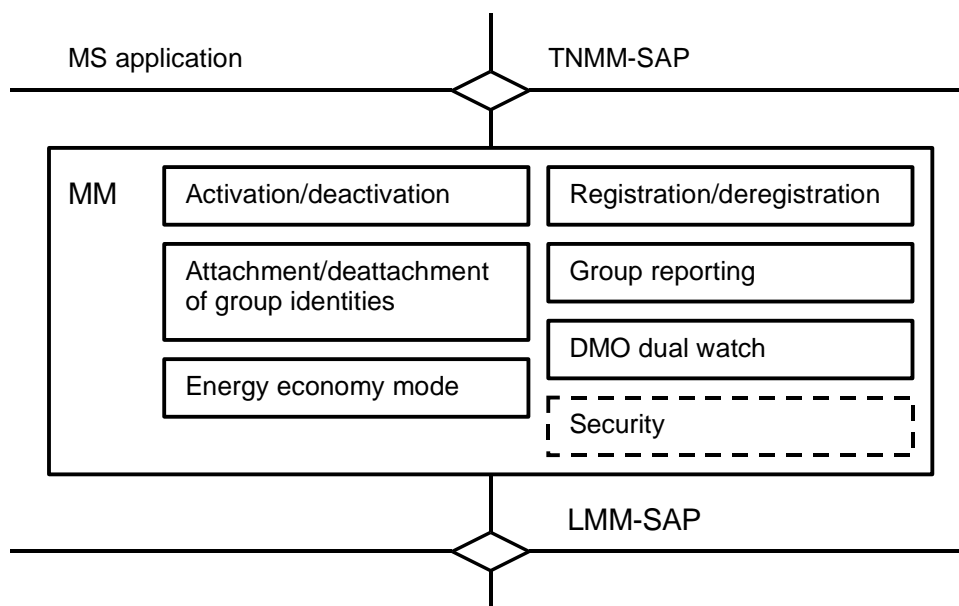 MS application
TNMM-SAP
MM
Activation/deactivation
Attachment/deattachment
of group identities
Energy economy mode
Registration/deregistration
Group reporting
DMO dual watch
Security
LMM-SAP